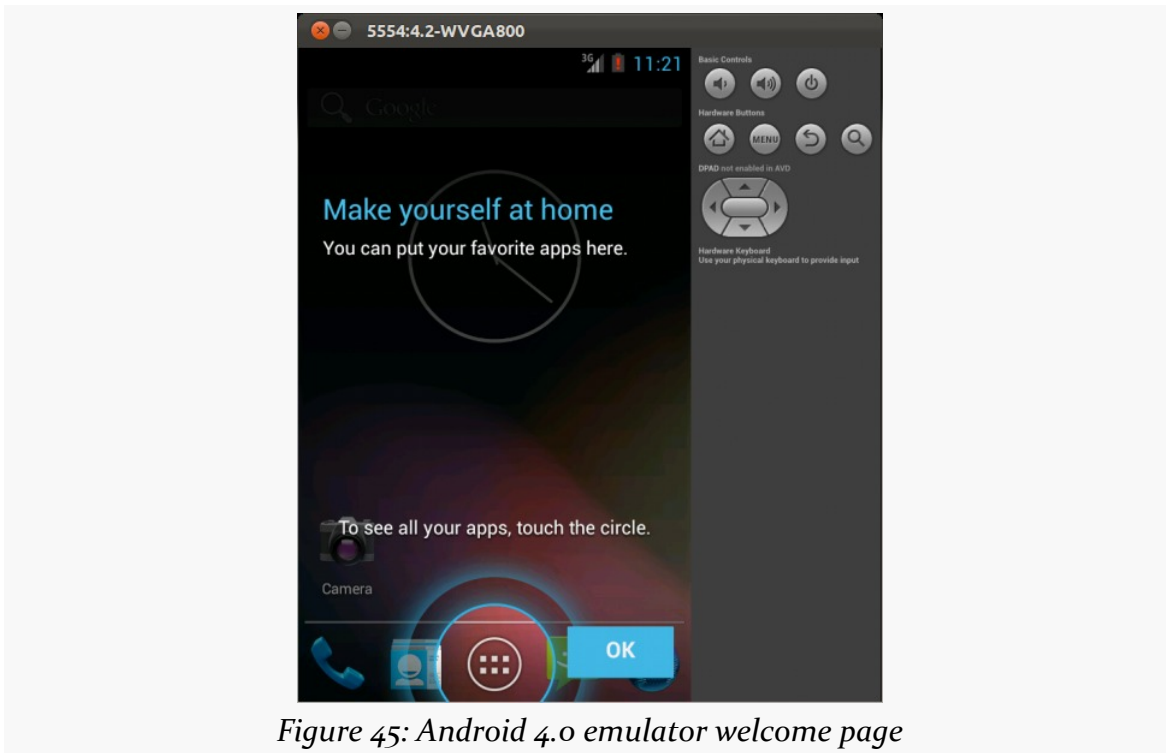 5554:4.2-WVGA800
3G 11:21
Google
Make yourself at home
You can put your favorite apps here.
To see all your apps, touch the circle.
Camera
OK
Basic Controls
Hardware Buttons
MENU
DPAD not enabled in AVD
Hardware Keyboard
Use your physical keyboard to provide input
Figure 45: Android 4.0 emulator welcome page